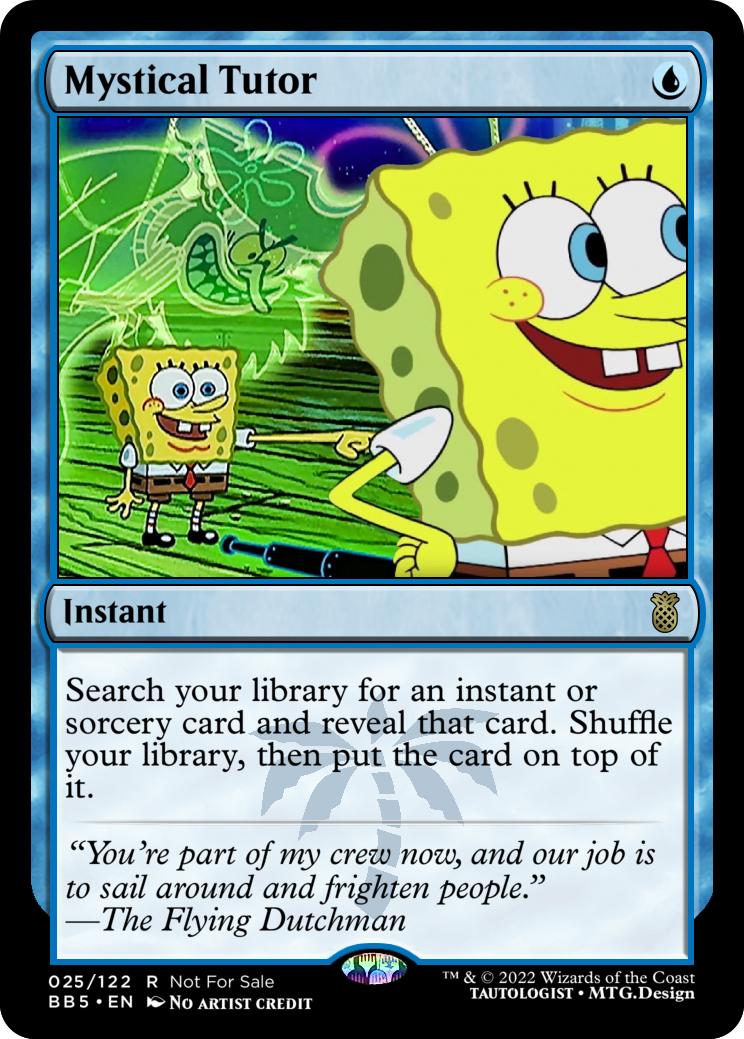 Mystical Tutor
Instant
Search your library for an instant or
sorcery card and reveal that card. Shuffle
your library, then put the card on top of
it.
“You’re part of my crew now, and our job is
to sail around and frighten people.”
—The Flying Dutchman
025/122 R Not For Sale
BB5 • EN No artist credit
™ & © 2022 Wizards of the Coast
TAUTOLOGIST • MTG.Design